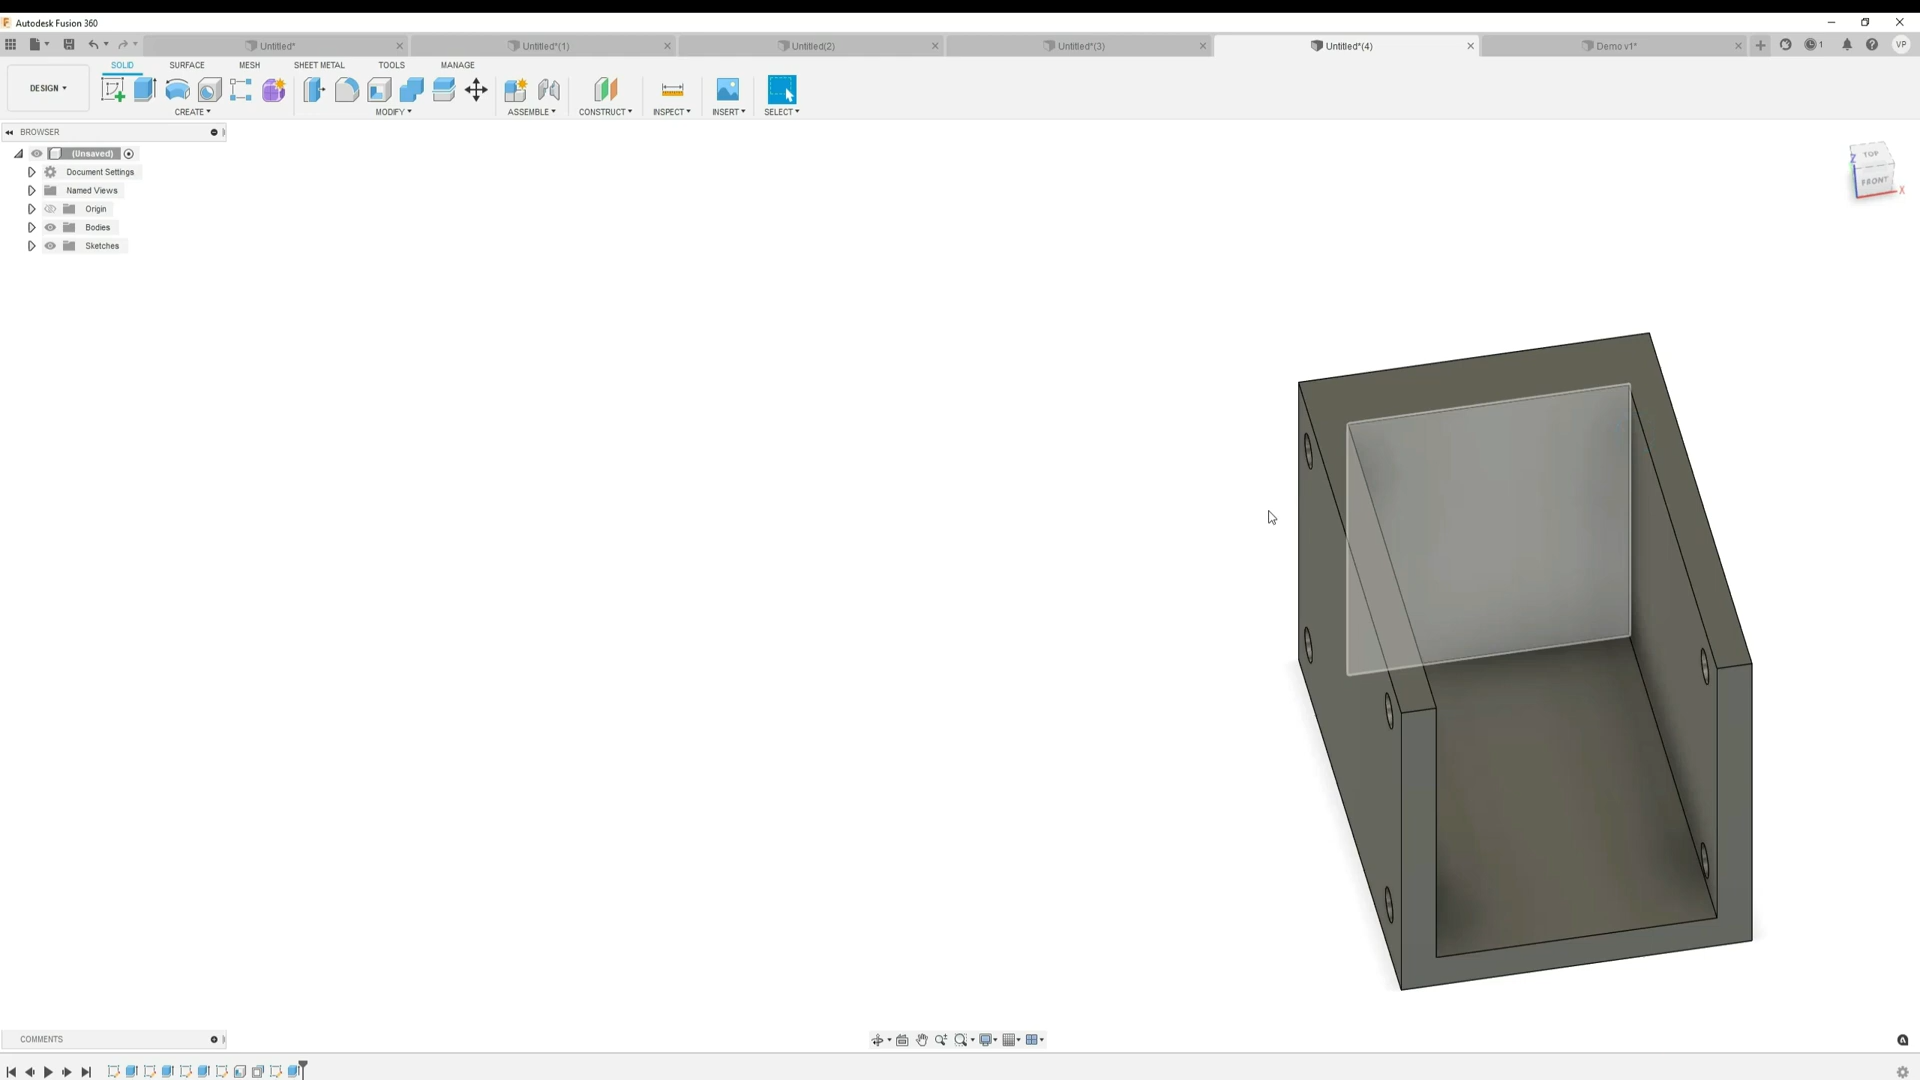 Autodesk Fusion 360
Untitled*
Untitled*(1)
Untitled(2)
Untitled*(3)
Untitled*(4)
Demo v1*
1
VP
DESIGN
SOLID
SURFACE
MESH
SHEET METAL
TOOLS
MANAGE
CREATE
MODIFY
ASSEMBLE
CONSTRUCT
INSPECT
INSERT
SELECT
BROWSER
(Unsaved)
Document Settings
Named Views
Origin
Bodies
Sketches
TOP
Z
FRONT
X
COMMENTS